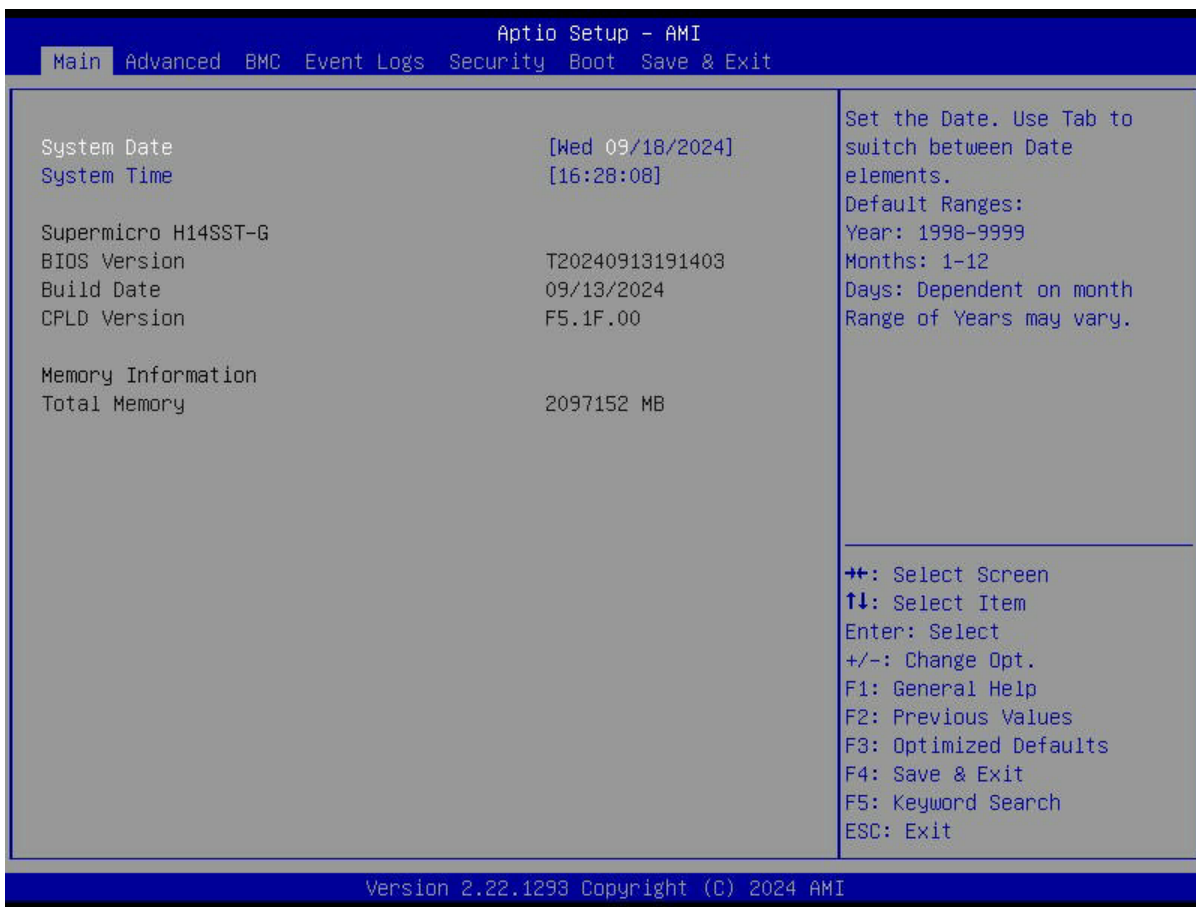 Aptio Setup – AMI
Main Advanced BMC Event Logs Security Boot Save & Exit
System Date [Wed 09/18/2024]
System Time [16:28:08]
Supermicro H14SST-G
BIOS Version T20240913191403
Build Date 09/13/2024
CPLD Version F5.1F.00
Memory Information
Total Memory 2097152 MB
Set the Date. Use Tab to
switch between Date
elements.
Default Ranges:
Year: 1998-9999
Months: 1-12
Days: Dependent on month
Range of Years may vary.
→←: Select Screen
↑↓: Select Item
Enter: Select
+/-: Change Opt.
F1: General Help
F2: Previous Values
F3: Optimized Defaults
F4: Save & Exit
F5: Keyword Search
ESC: Exit
Version 2.22.1293 Copyright (C) 2024 AMI